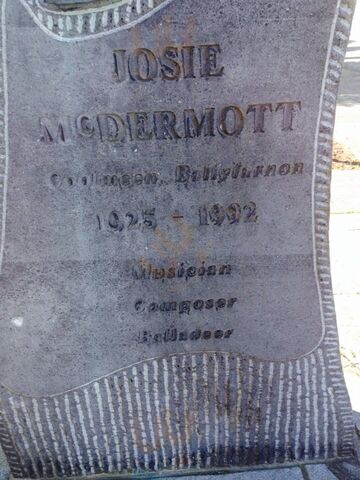 JOSIE
McDERMOTT
Coolmeen, Ballyfarnon
1925 - 1992
Musician
Composer
Balladeer